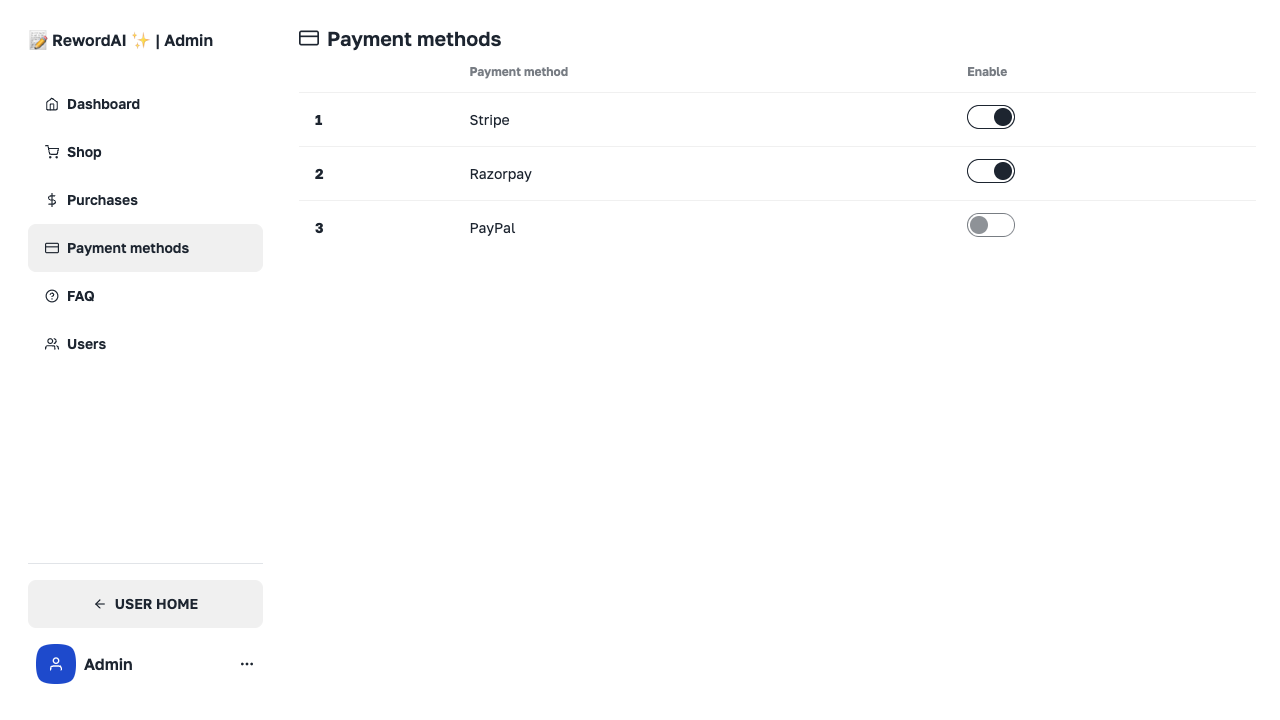 📝 RewordAI ✨ | Admin
Dashboard
Shop
Purchases
Payment methods
FAQ
Users
← USER HOME
Admin
Payment methods
Payment method Enable
1 Stripe
2 Razorpay
3 PayPal